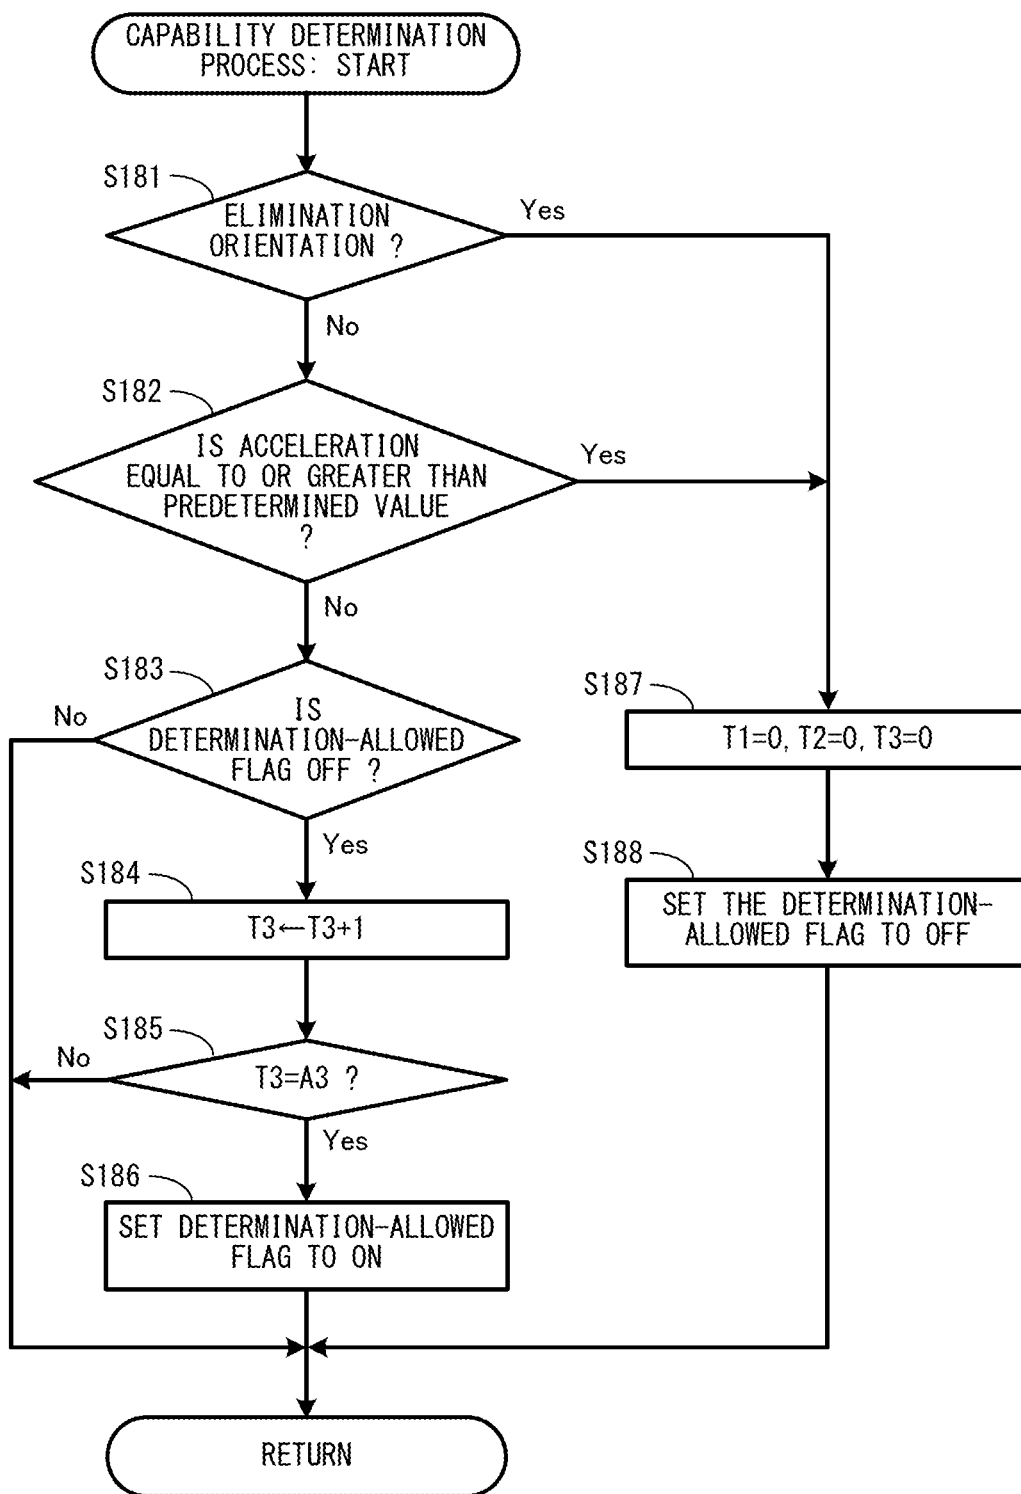 CAPABILITY DETERMINATION
PROCESS: START
S181
ELIMINATION
ORIENTATION ?
Yes
No
S182
IS ACCELERATION
EQUAL TO OR GREATER THAN
PREDETERMINED VALUE
?
Yes
No
S183
IS
DETERMINATION-ALLOWED
FLAG OFF ?
No
Yes
S184
T3←T3+1
S185
T3=A3 ?
No
Yes
S186
SET DETERMINATION-ALLOWED
FLAG TO ON
S187
T1=0, T2=0, T3=0
S188
SET THE DETERMINATION-
ALLOWED FLAG TO OFF
RETURN